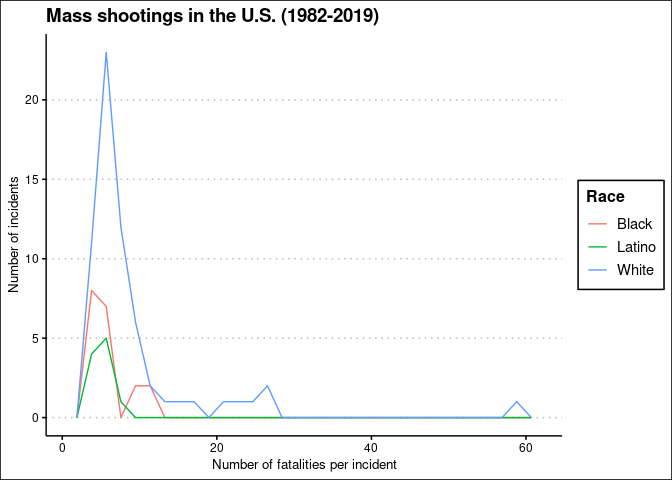 Mass shootings in the U.S. (1982-2019)
20
15
10
5
0
Number of incidents
0 20 40 60
Number of fatalities per incident
Race
Black
Latino
White